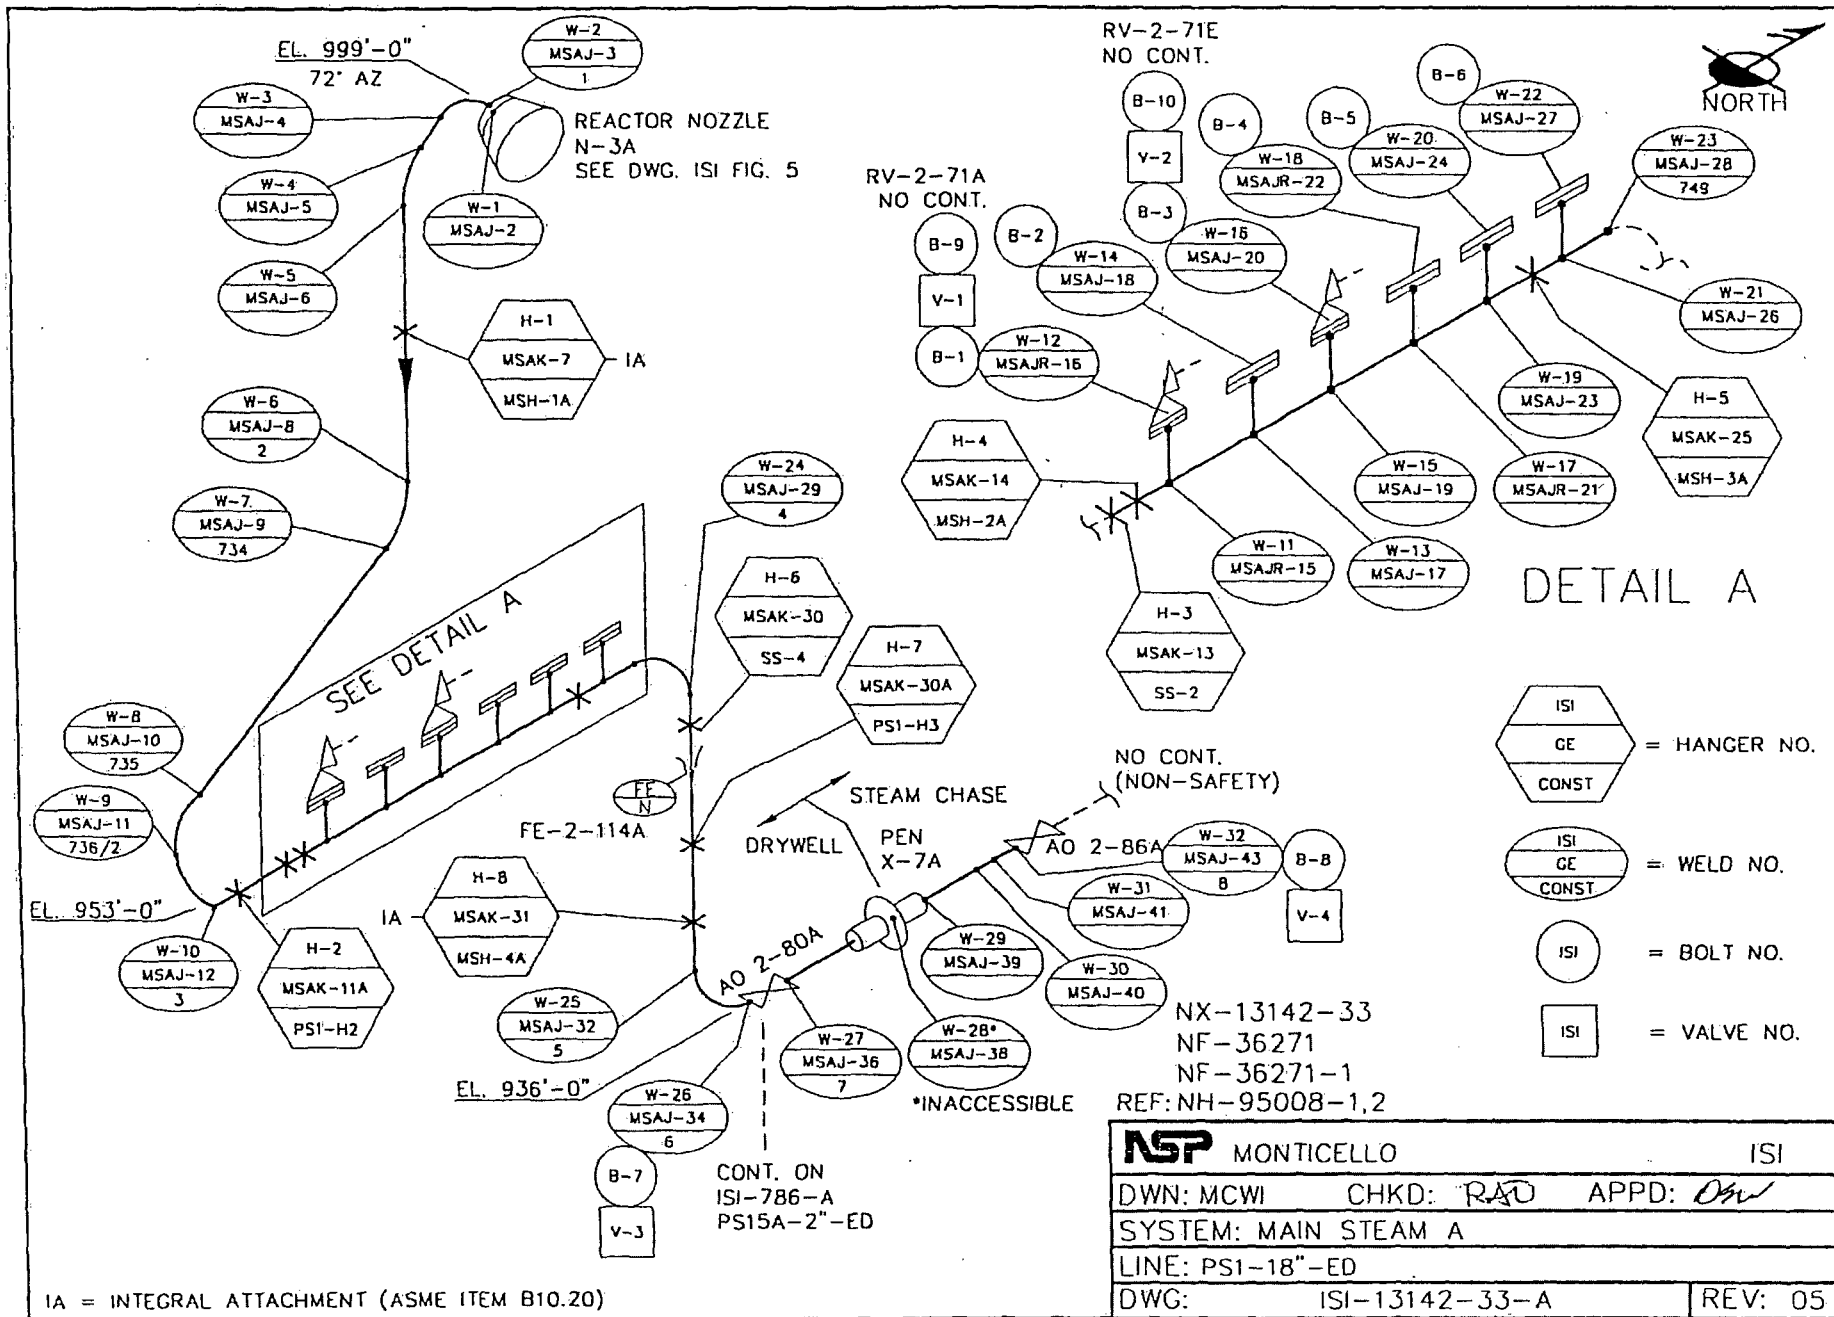 EL. 999'-0"
72° AZ
W-2
MSAJ-3
1
W-3
MSAJ-4
REACTOR NOZZLE
N-3A
SEE DWG. ISI FIG. 5
W-4
MSAJ-5
W-1
MSAJ-2
W-5
MSAJ-6
H-1
MSAK-7
MSH-1A
IA
W-6
MSAJ-8
2
W-7
MSAJ-9
734
SEE DETAIL A
W-8
MSAJ-10
735
W-9
MSAJ-11
736/2
EL. 953'-0"
W-10
MSAJ-12
3
H-2
MSAK-11A
PS1-H2
W-24
MSAJ-29
4
H-6
MSAK-30
SS-4
H-7
MSAK-30A
PS1-H3
FE
N
FE-2-114A
IA
H-8
MSAK-31
MSH-4A
W-25
MSAJ-32
5
EL. 936'-0"
AO 2-80A
W-26
MSAJ-34
6
B-7
V-3
CONT. ON
ISI-786-A
PS15A-2"-ED
W-27
MSAJ-36
7
W-28*
MSAJ-38
*INACCESSIBLE
STEAM CHASE
DRYWELL
PEN
X-7A
NO CONT.
(NON-SAFETY)
AO 2-86A
W-32
MSAJ-43
8
B-8
V-4
W-31
MSAJ-41
W-29
MSAJ-39
W-30
MSAJ-40
RV-2-71E
NO CONT.
B-10
V-2
B-3
RV-2-71A
NO CONT.
B-9
V-1
B-1
B-2
B-4
B-5
B-6
W-12
MSAJR-16
W-14
MSAJ-18
W-16
MSAJ-20
W-18
MSAJR-22
W-20
MSAJ-24
W-22
MSAJ-27
W-23
MSAJ-28
749
NORTH
W-21
MSAJ-26
W-19
MSAJ-23
H-5
MSAK-25
MSH-3A
H-4
MSAK-14
MSH-2A
W-15
MSAJ-19
W-17
MSAJR-21
W-11
MSAJR-15
W-13
MSAJ-17
H-3
MSAK-13
SS-2
DETAIL A
ISI
GE
CONST
= HANGER NO.
ISI
GE
CONST
= WELD NO.
ISI
= BOLT NO.
ISI
= VALVE NO.
NX-13142-33
NF-36271
NF-36271-1
REF: NH-95008-1,2
NSP MONTICELLO ISI
DWN: MCWI CHKD: RAO APPD:
SYSTEM: MAIN STEAM A
LINE: PS1-18"-ED
DWG: ISI-13142-33-A REV: 05
IA = INTEGRAL ATTACHMENT (ASME ITEM B10.20)